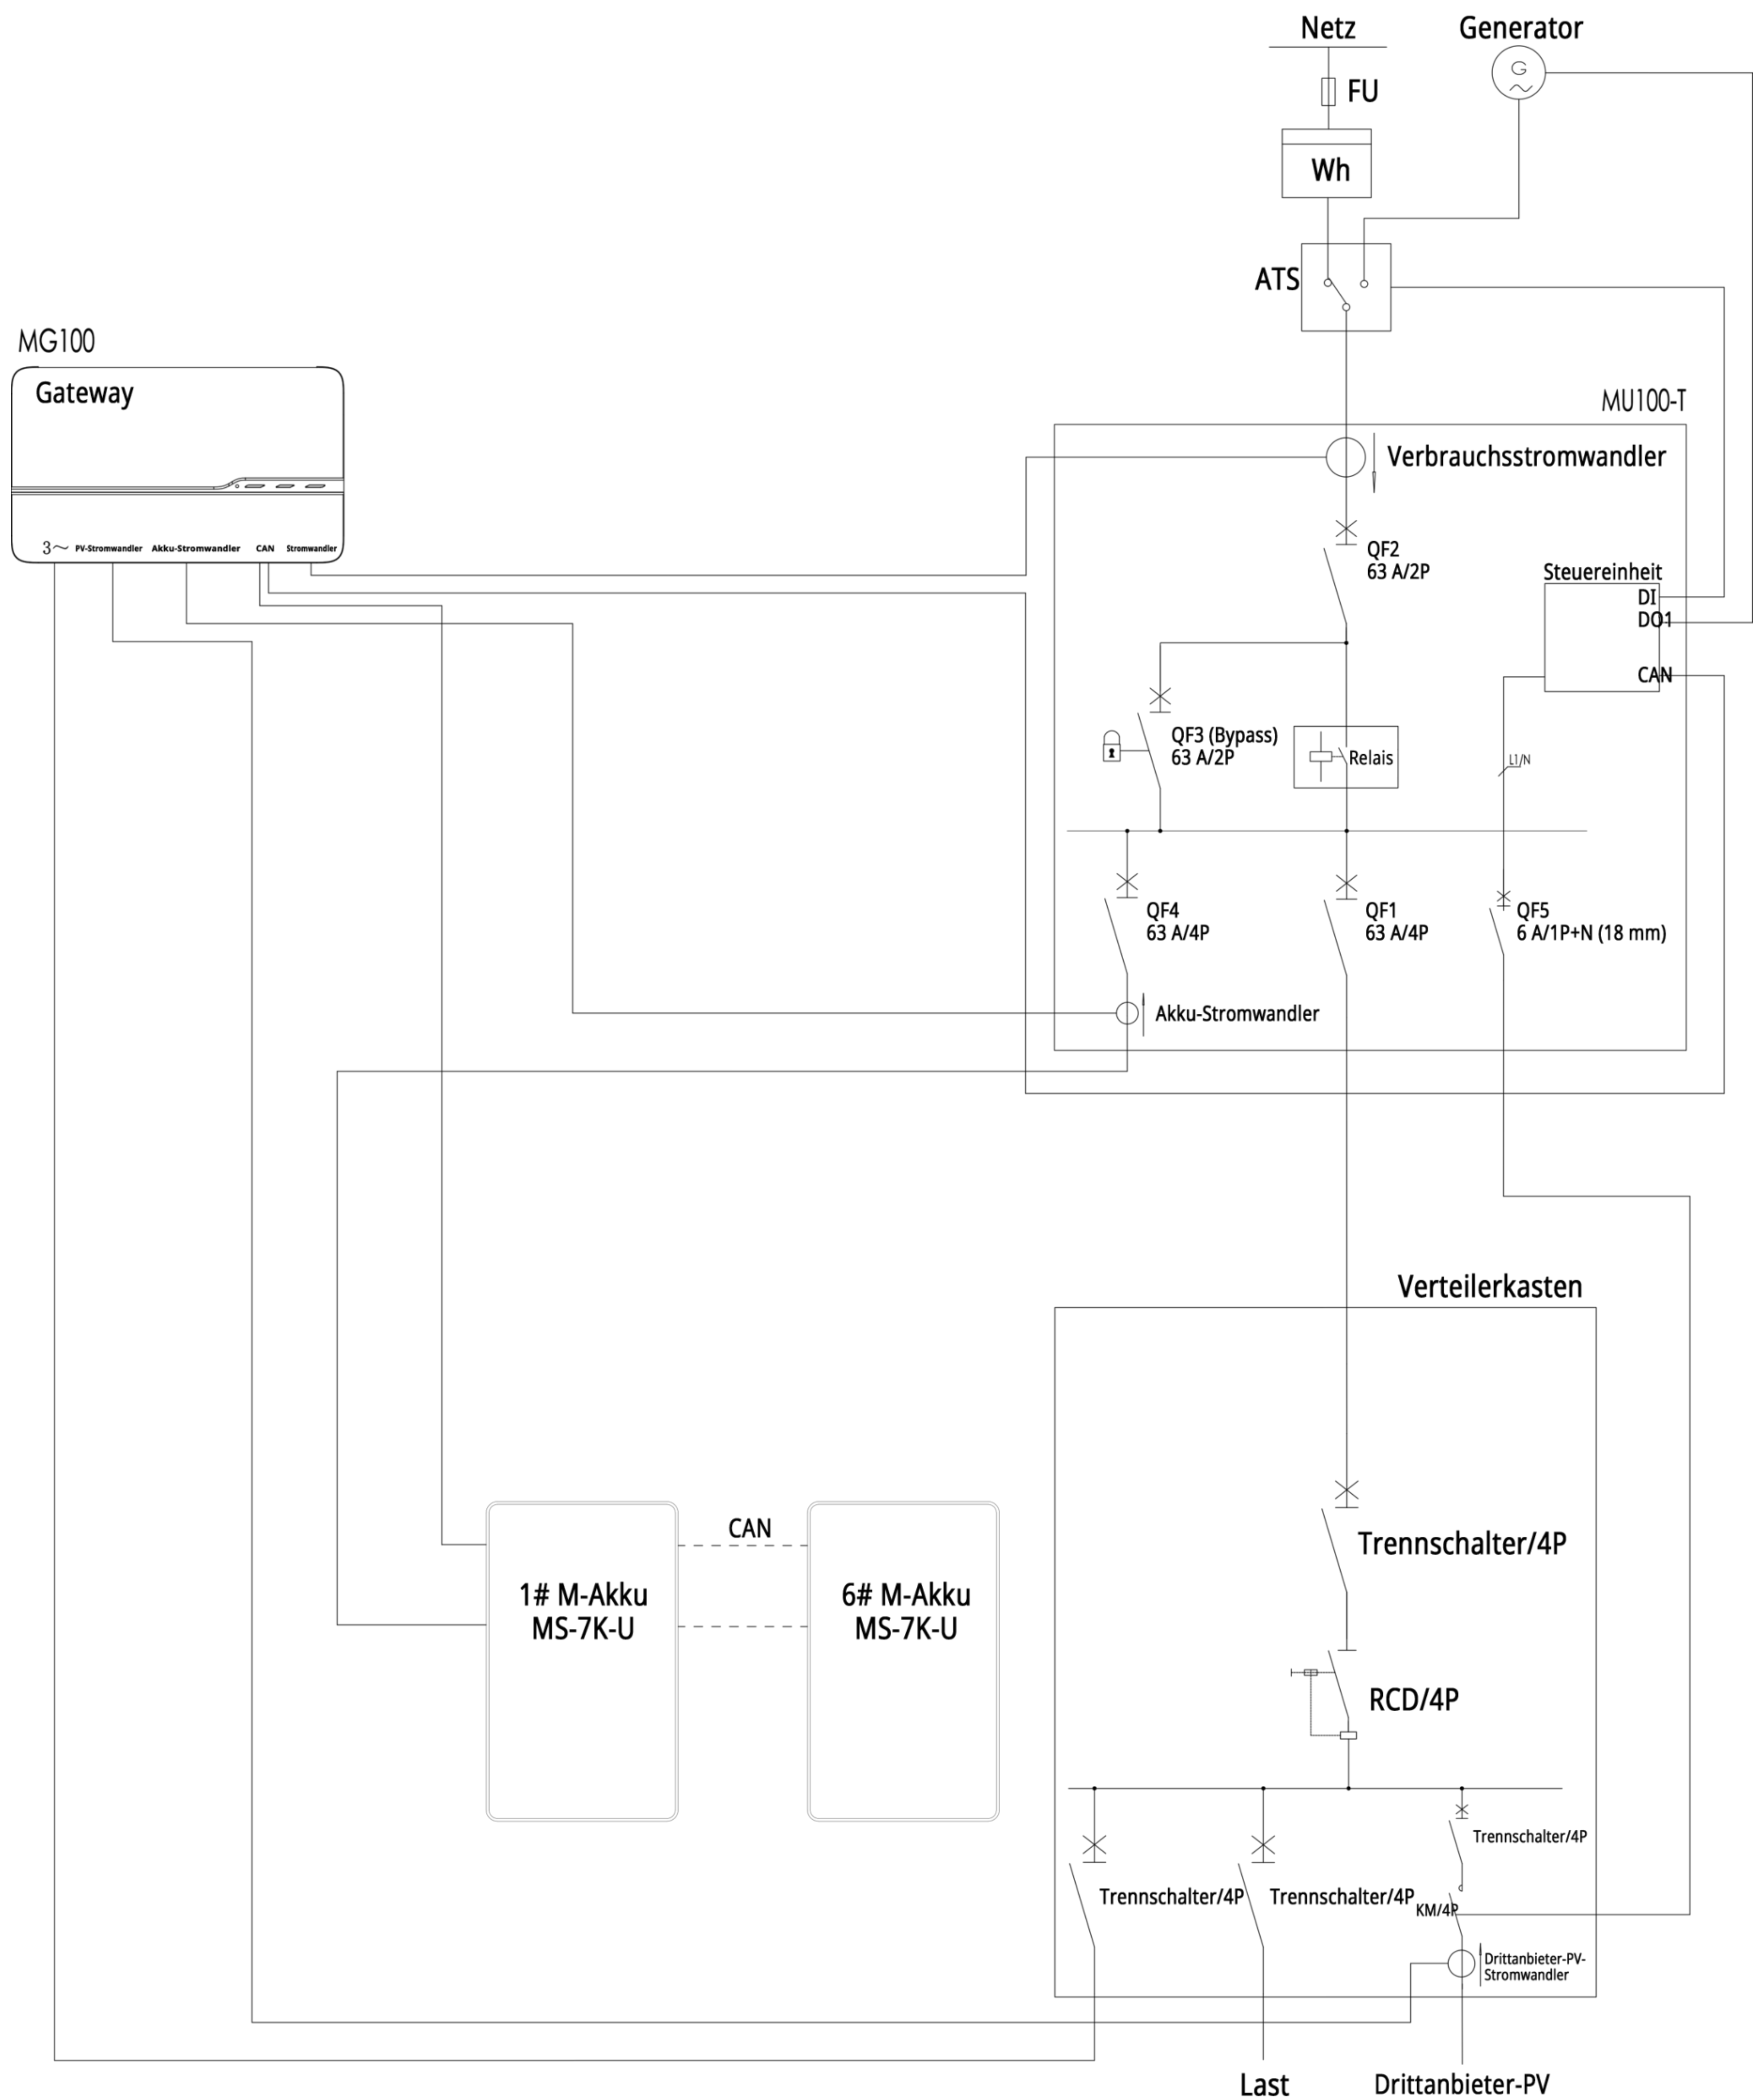 Netz
Generator
G
FU
Wh
ATS
MG100
Gateway
3~ PV-Stromwandler Akku-Stromwandler CAN Stromwandler
MU100-T
Verbrauchsstromwandler
QF2
63 A/2P
Steuereinheit
DI
DO1
CAN
QF3 (Bypass)
63 A/2P
Relais
L1/N
QF4
63 A/4P
QF1
63 A/4P
QF5
6 A/1P+N (18 mm)
Akku-Stromwandler
Verteilerkasten
CAN
1# M-Akku
MS-7K-U
6# M-Akku
MS-7K-U
Trennschalter/4P
RCD/4P
Trennschalter/4P
Trennschalter/4P
Trennschalter/4P
KM/4P
Drittanbieter-PV-
Stromwandler
Last
Drittanbieter-PV